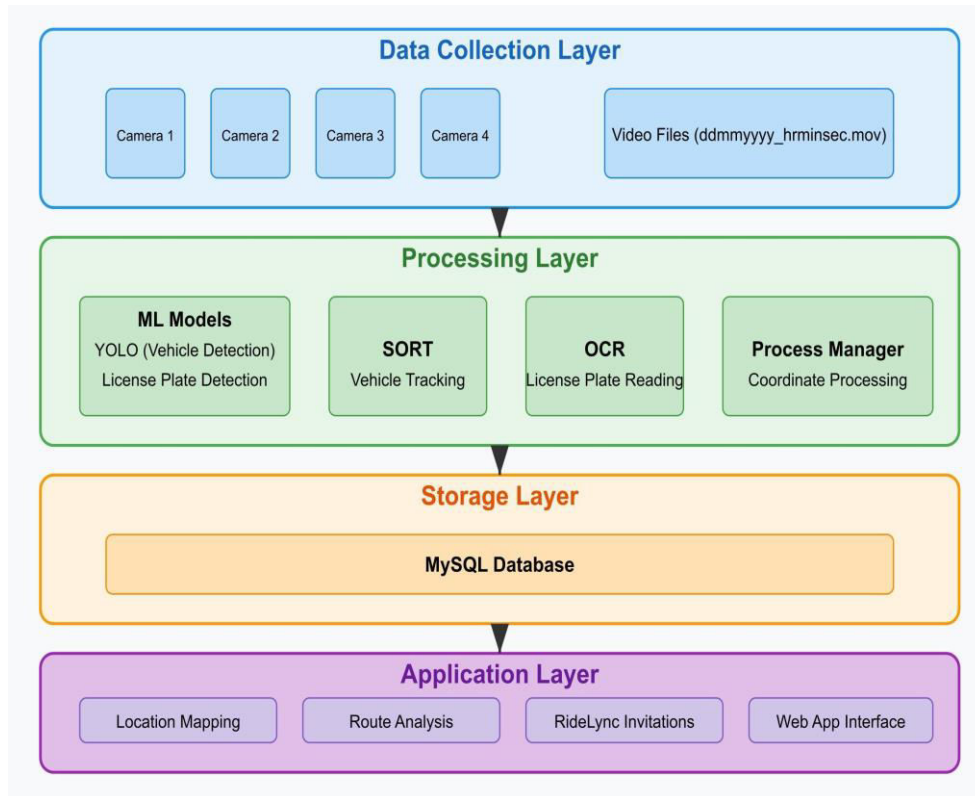 Data Collection Layer
Camera 1
Camera 2
Camera 3
Camera 4
Video Files (ddmmyyyy_hrminsec.mov)
Processing Layer
ML Models
YOLO (Vehicle Detection)
License Plate Detection
SORT
Vehicle Tracking
OCR
License Plate Reading
Process Manager
Coordinate Processing
Storage Layer
MySQL Database
Application Layer
Location Mapping
Route Analysis
RideLync Invitations
Web App Interface